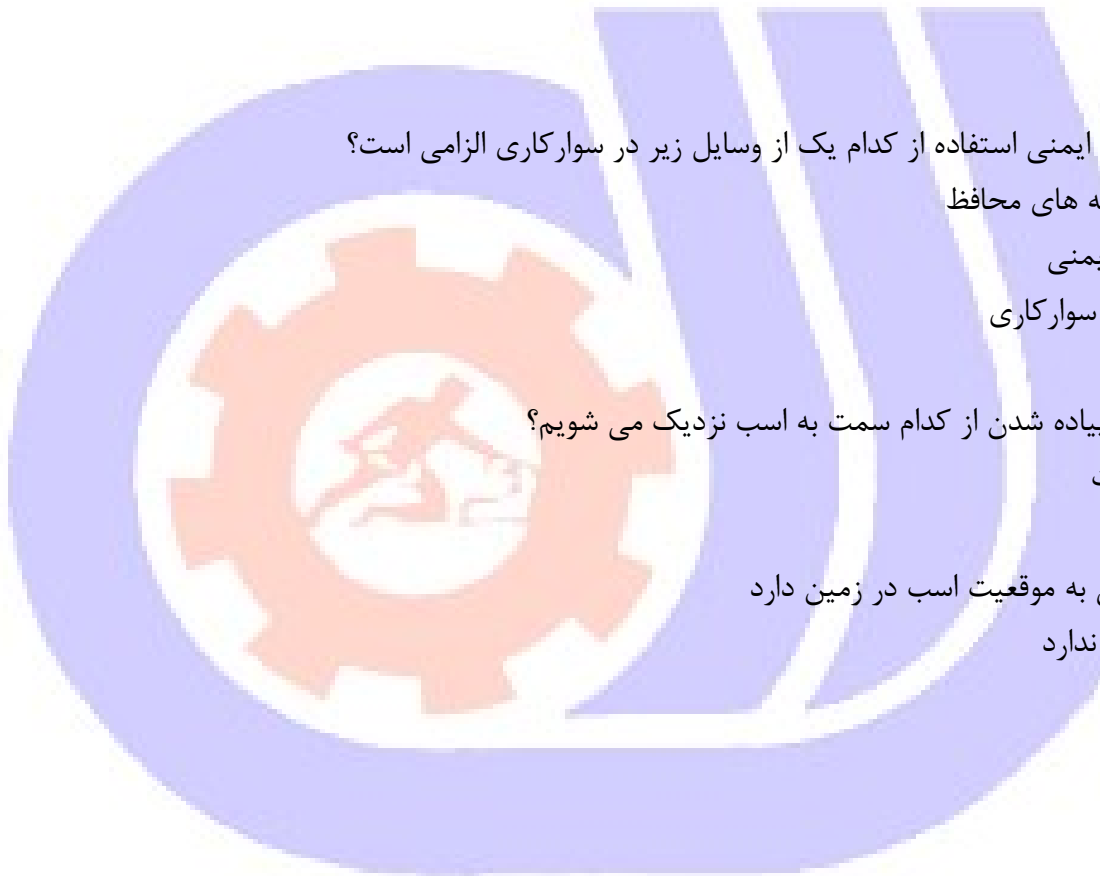 ایمنی استفاده از کدام یک از وسایل زیر در سوارکاری الزامی است؟
های محافظ
سوارکاری
پیاده شدن از کدام سمت به اسب نزدیک می شویم؟
به موقعیت اسب در زمین دارد
ندارد